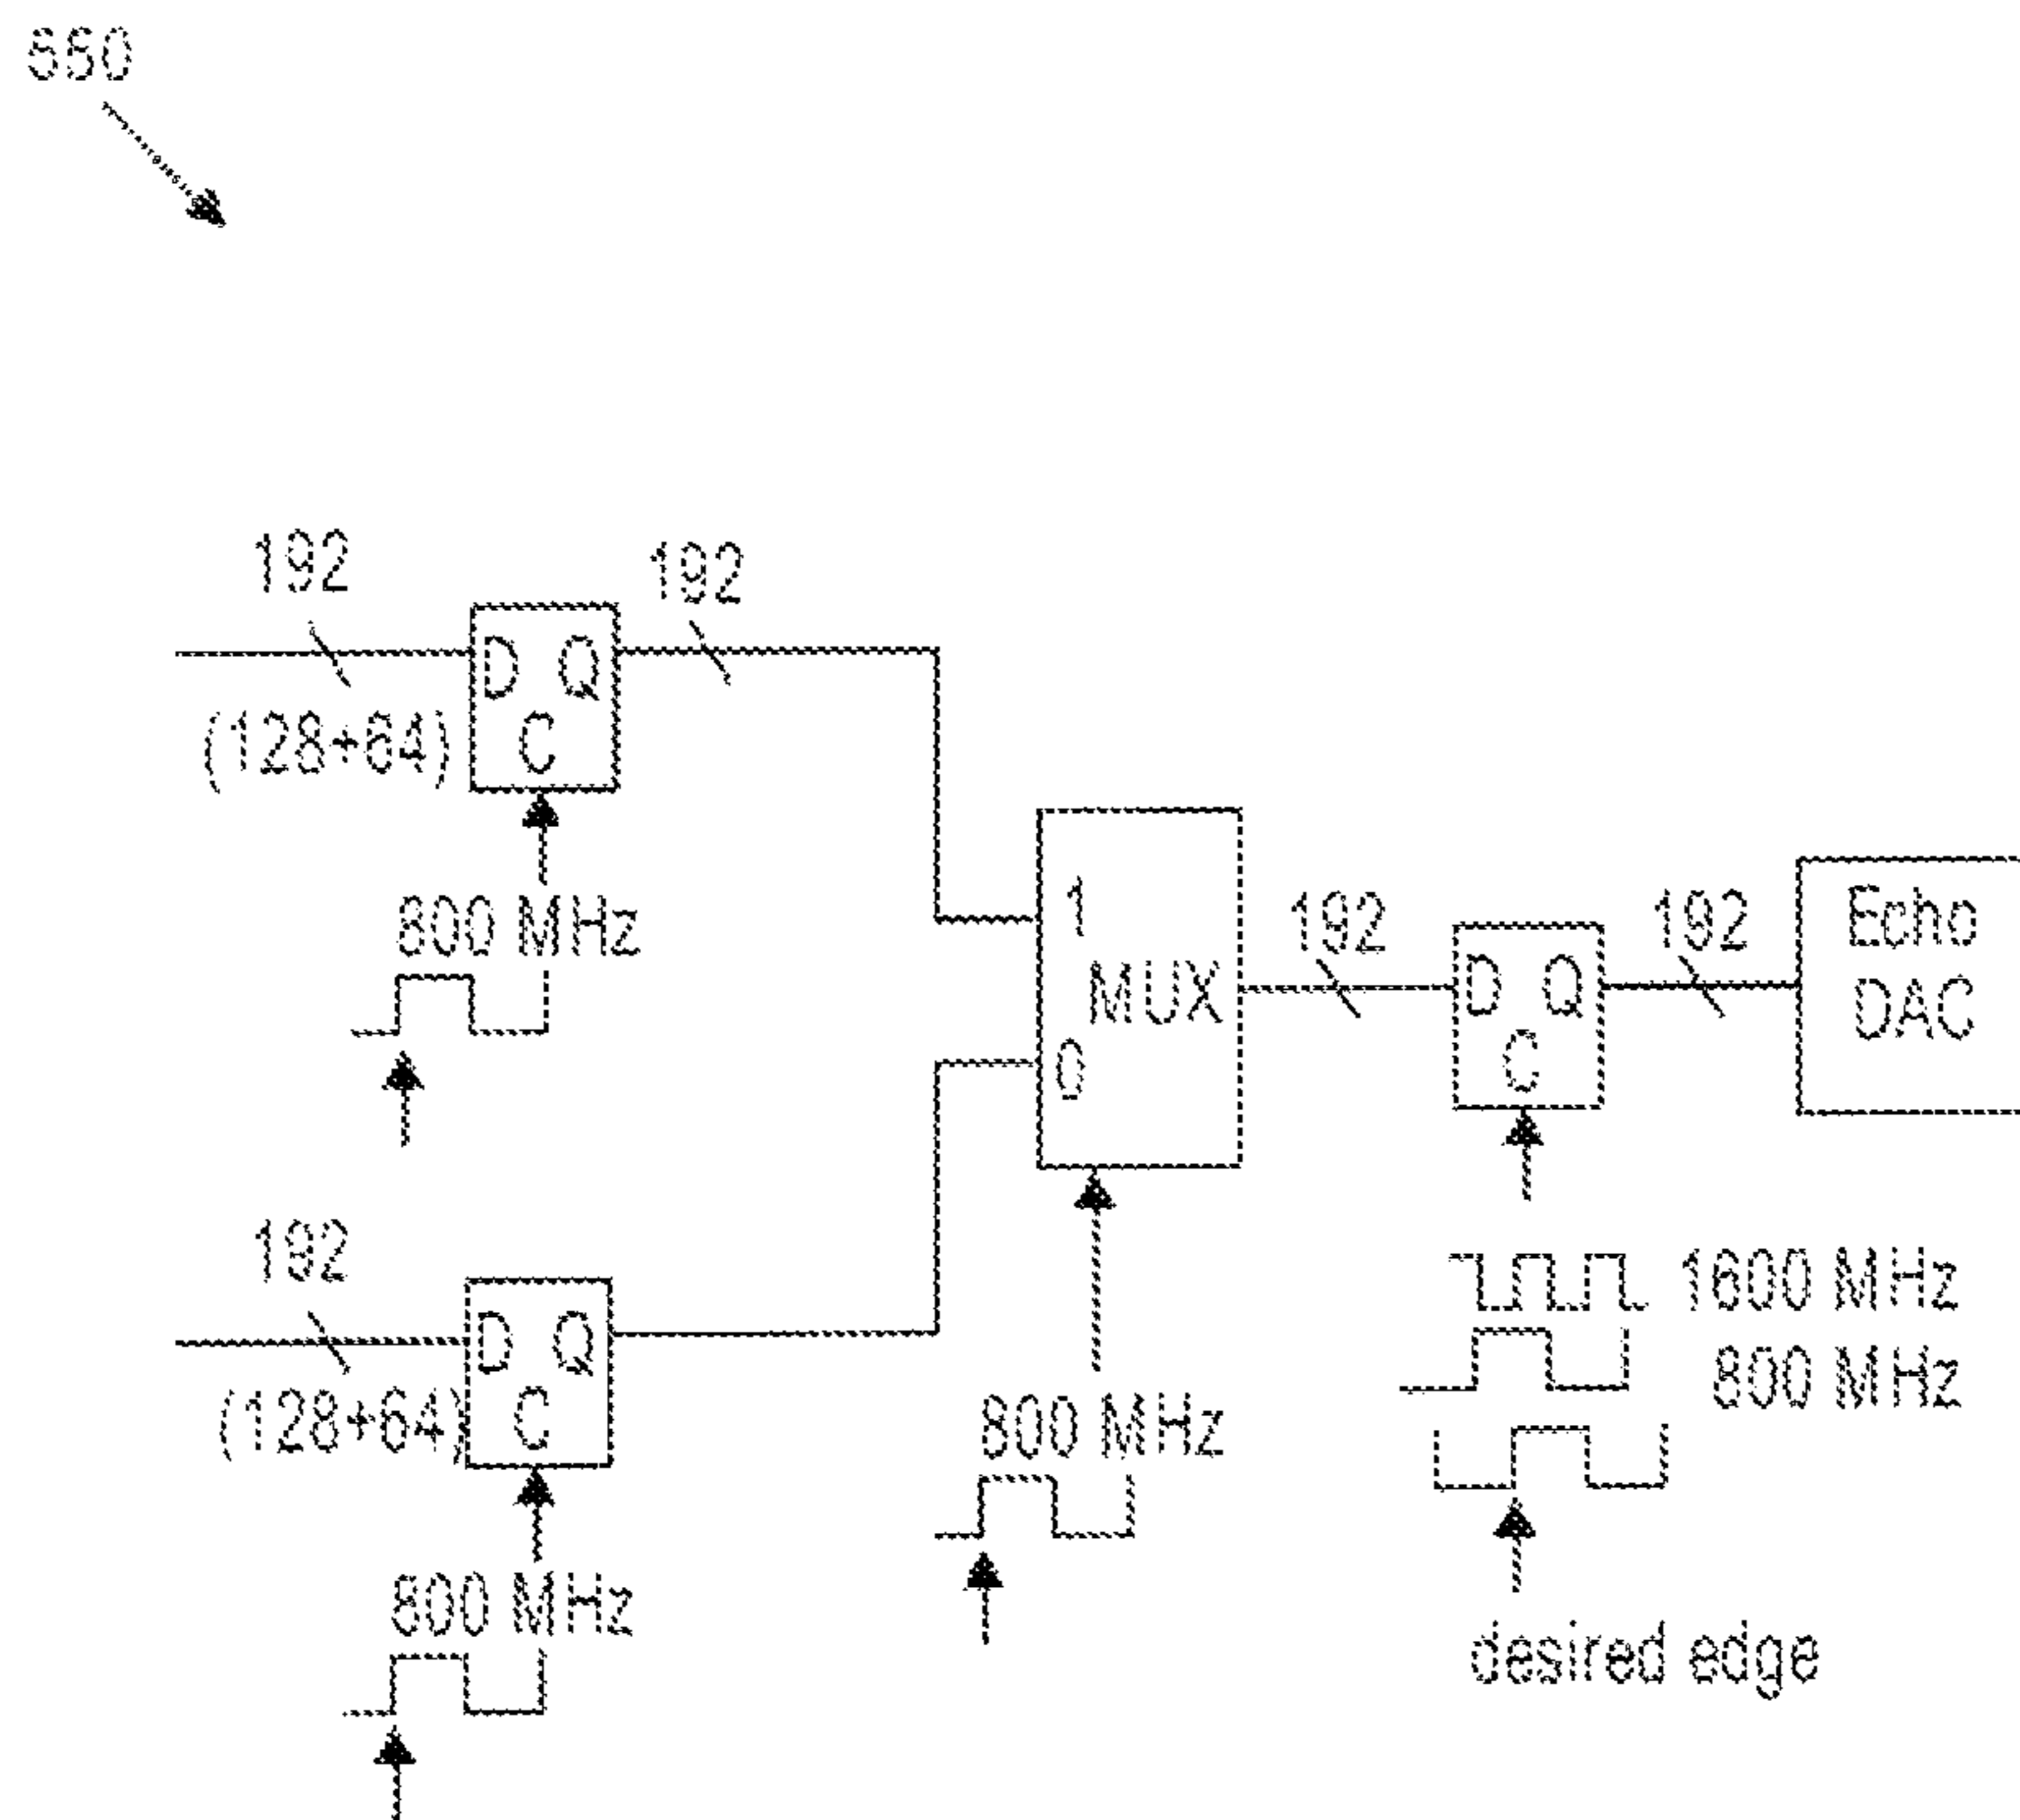 192
192
D Q
C
(128+64)
800 MHz
1
MUX
0
192
D Q
C
192
Echo
DAC
192
D Q
C
(128+64)
800 MHz
800 MHz
1600 MHz
800 MHz
desired edge